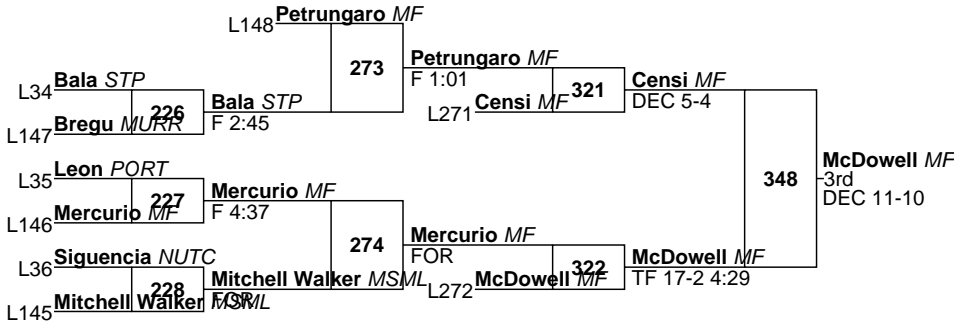 Petrungaro MF
L148
273
Petrungaro MF
F 1:01
Bala STP
L34
226
Bala STP
F 2:45
Bregu MURR
L147
Censi MF
L271
321
Censi MF
DEC 5-4
Leon PORT
L35
227
Mercurio MF
F 4:37
Mercurio MF
L146
274
Mercurio MF
FOR
Siguencia NUTC
L36
228
Mitchell Walker MSML
FOR
Mitchell Walker MSML
L145
McDowell MF
L272
322
McDowell MF
TF 17-2 4:29
348
McDowell MF
3rd
DEC 11-10